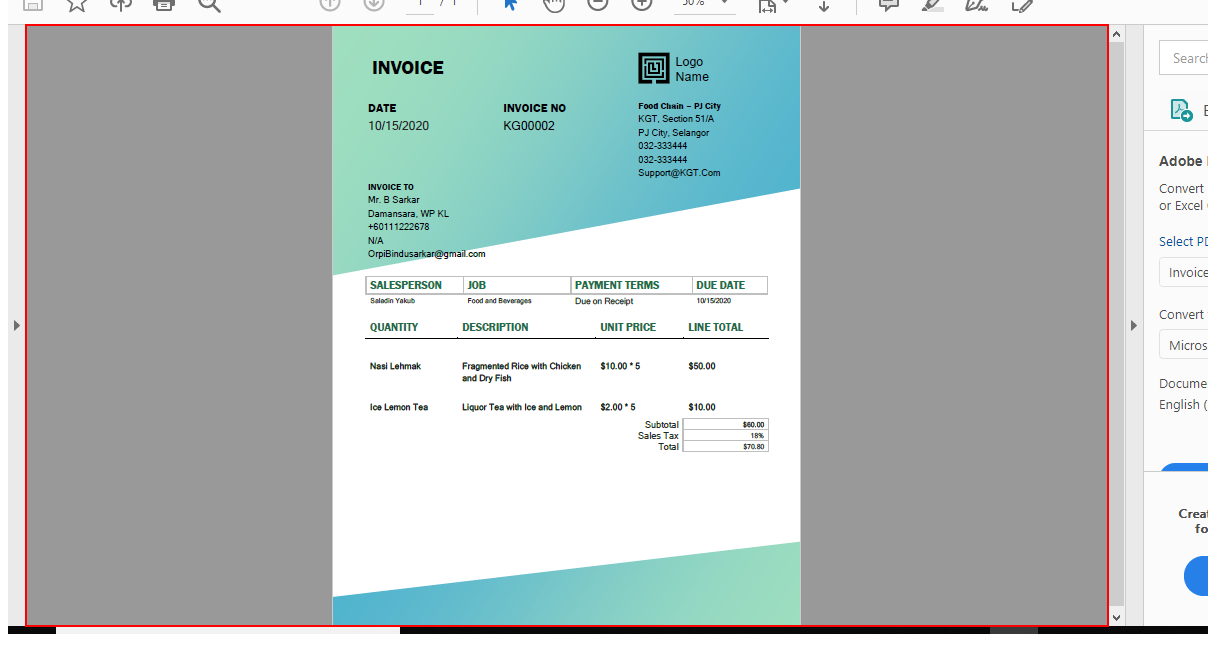 1 / 1
50%
INVOICE
Logo
Name
DATE
INVOICE NO
10/15/2020
KG00002
Food Chain – PJ City
KGT, Section 51/A
PJ City, Selangor
032-333444
032-333444
Support@KGT.Com
INVOICE TO
Mr. B Sarkar
Damansara, WP KL
+60111222678
N/A
OrpiBindusarkar@gmail.com
SALESPERSON JOB PAYMENT TERMS DUE DATE
Saladin Yakub Food and Beverages Due on Receipt 10/15/2020
QUANTITY DESCRIPTION UNIT PRICE LINE TOTAL
Nasi Lehmak Fragmented Rice with Chicken $10.00 * 5 $50.00
and Dry Fish
Ice Lemon Tea Liquor Tea with Ice and Lemon $2.00 * 5 $10.00
Subtotal $60.00
Sales Tax 18%
Total $70.80
Search
Adobe
Convert
or Excel
Select PD
Invoice
Convert
Micros
Docume
English (
Creat
fo